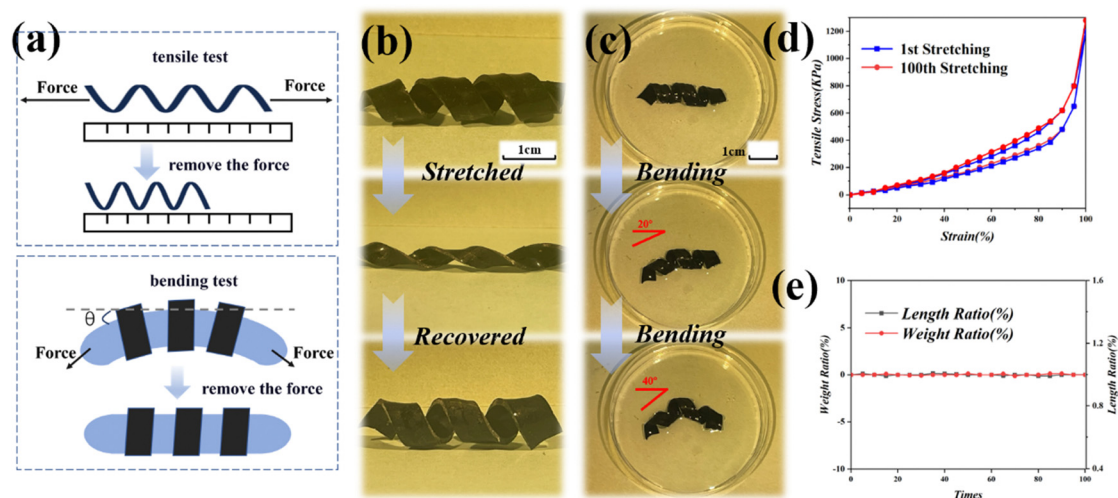 (a)
tensile test
Force
Force
remove the force
bending test
θ
Force
Force
remove the force
(b)
1cm
Stretched
Recovered
(c)
1cm
Bending
20°
Bending
40°
(d)
1st Stretching
100th Stretching
Tensile Stress(KPa)
1200
1000
800
600
400
200
0
0 20 40 60 80 100
Strain(%)
(e)
Length Ratio(%)
Weight Ratio(%)
Weight Ratio(%)
10
5
0
-5
-10
1.6
1.2
0.8
0.4
Length Ratio(%)
0 20 40 60 80 100
Times